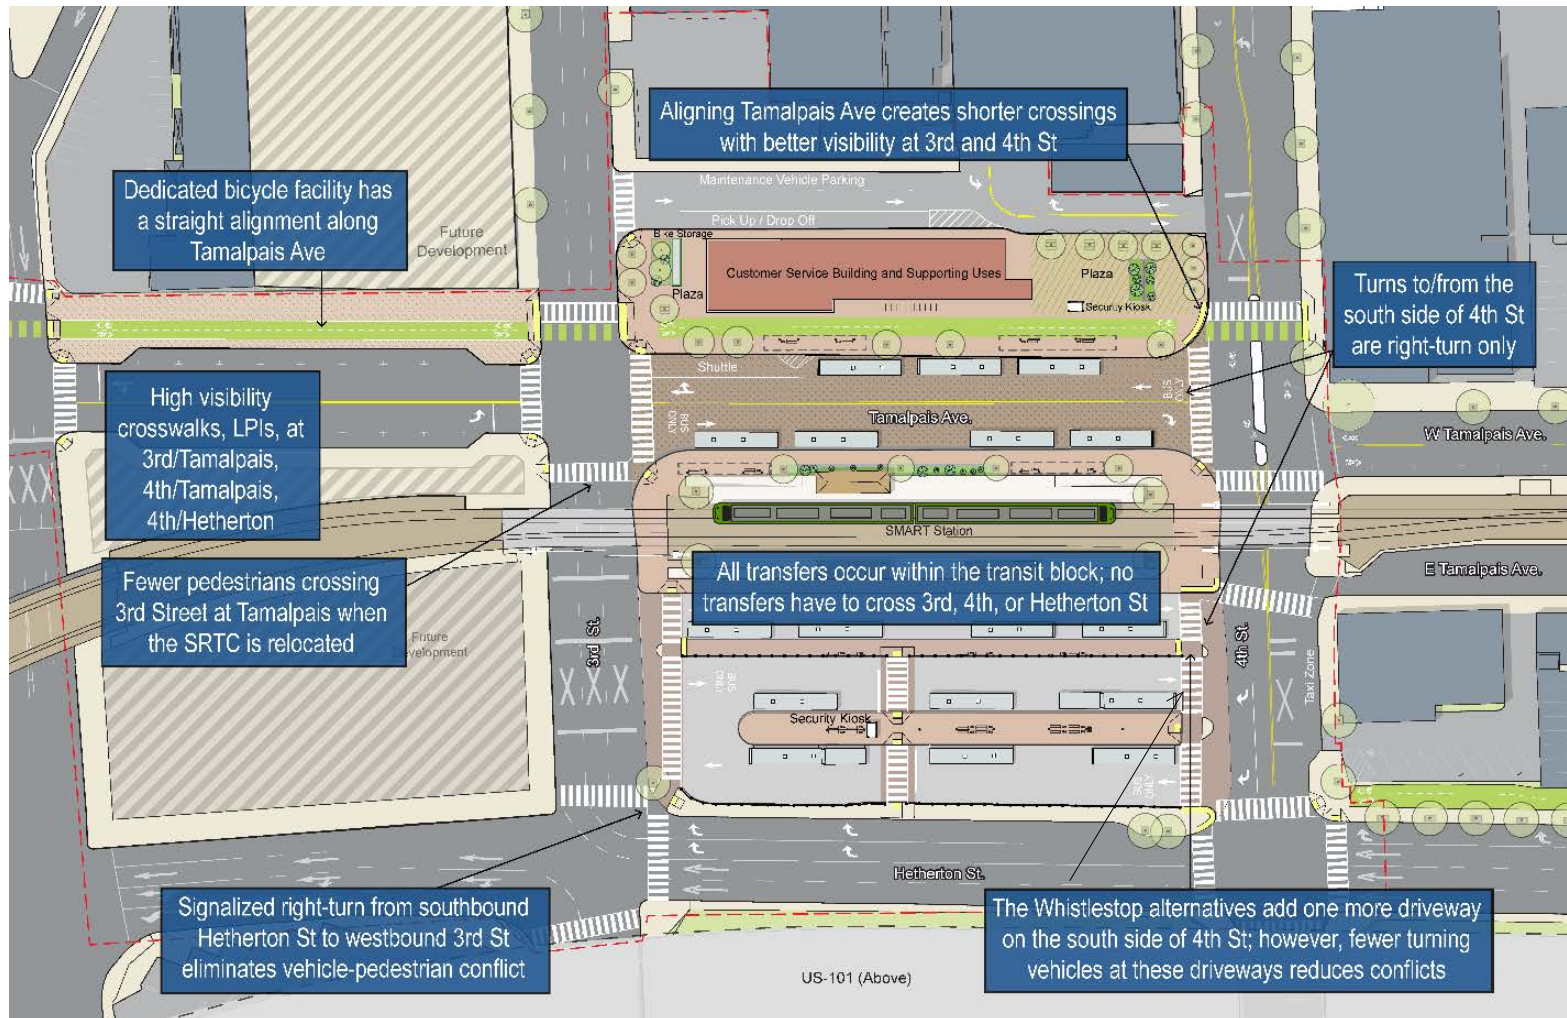 Aligning Tamalpais Ave creates shorter crossings
with better visibility at 3rd and 4th St
Dedicated bicycle facility has
a straight alignment along
Tamalpais Ave
Future
Development
Maintenance Vehicle Parking
Pick Up / Drop Off
B ke Storage
Customer Service Building and Supporting Uses
Plaza
Plaza
Security Kiosk
Turns to/from the
south side of 4th St
are right-turn only
Shuttle
BUS
ONLY
BUS
ONLY
Tamalpais Ave.
W Tamalpais Ave.
High visibility
crosswalks, LPIs, at
3rd/Tamalpais,
4th/Tamalpais,
4th/Hetherton
SMART Station
E Tamalpais Ave.
All transfers occur within the transit block; no
transfers have to cross 3rd, 4th, or Hetherton St
Fewer pedestrians crossing
3rd Street at Tamalpais when
the SRTC is relocated
Future
velopment
3rd St.
4th St.
Taxi Zone
BUS
ONLY
Security Kiosk
BUS
ONLY
Hetherton St.
Signalized right-turn from southbound
Hetherton St to westbound 3rd St
eliminates vehicle-pedestrian conflict
The Whistlestop alternatives add one more driveway
on the south side of 4th St; however, fewer turning
vehicles at these driveways reduces conflicts
US-101 (Above)